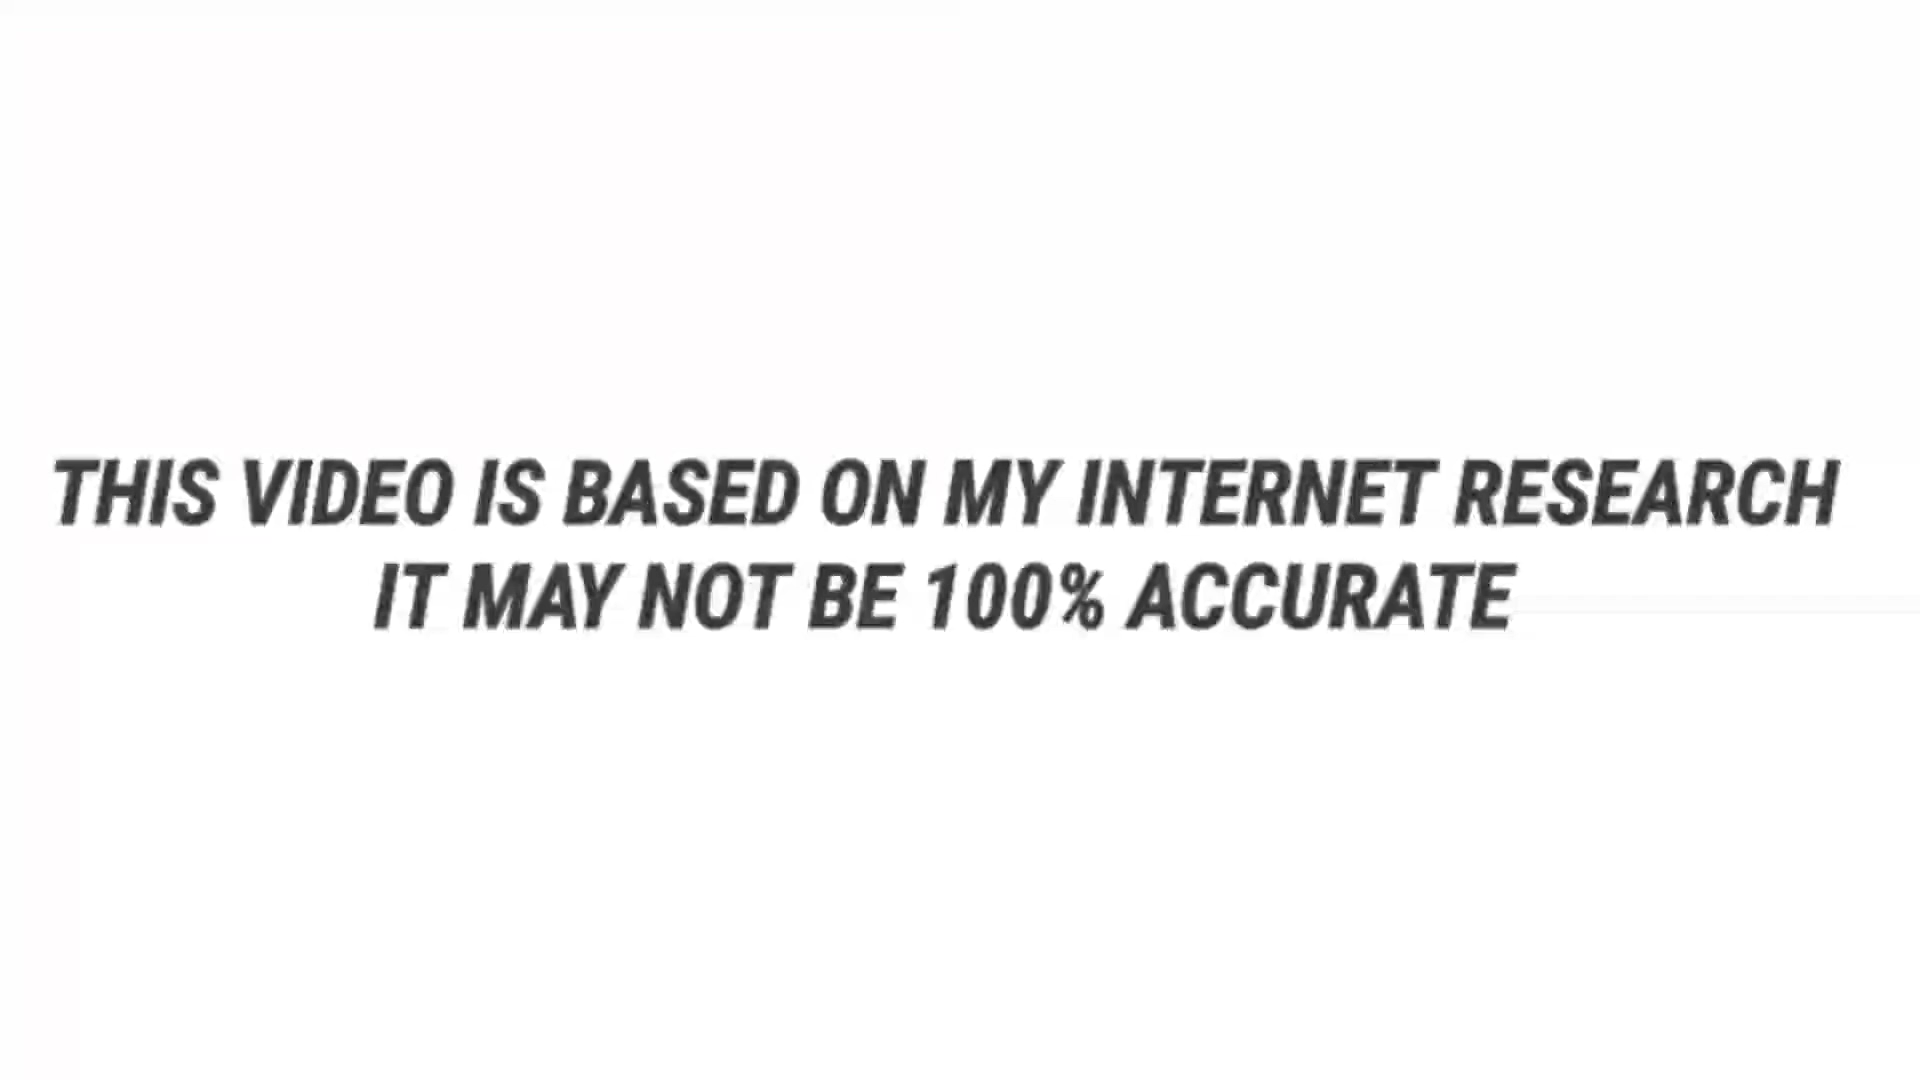 THIS VIDEO IS BASED ON MY INTERNET RESEARCH
IT MAY NOT BE 100% ACCURATE